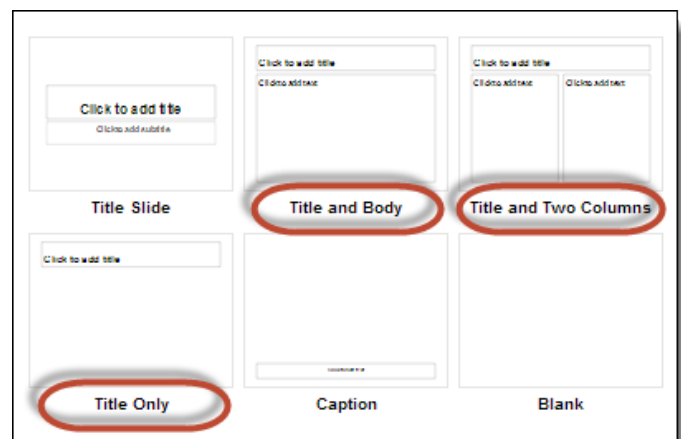 Click to add title
Click to add subtitle
Title Slide
Click to add title
Click to add text
Title and Body
Click to add title
Click to add text
Click to add text
Title and Two Columns
Click to add title
Title Only
Caption
Blank